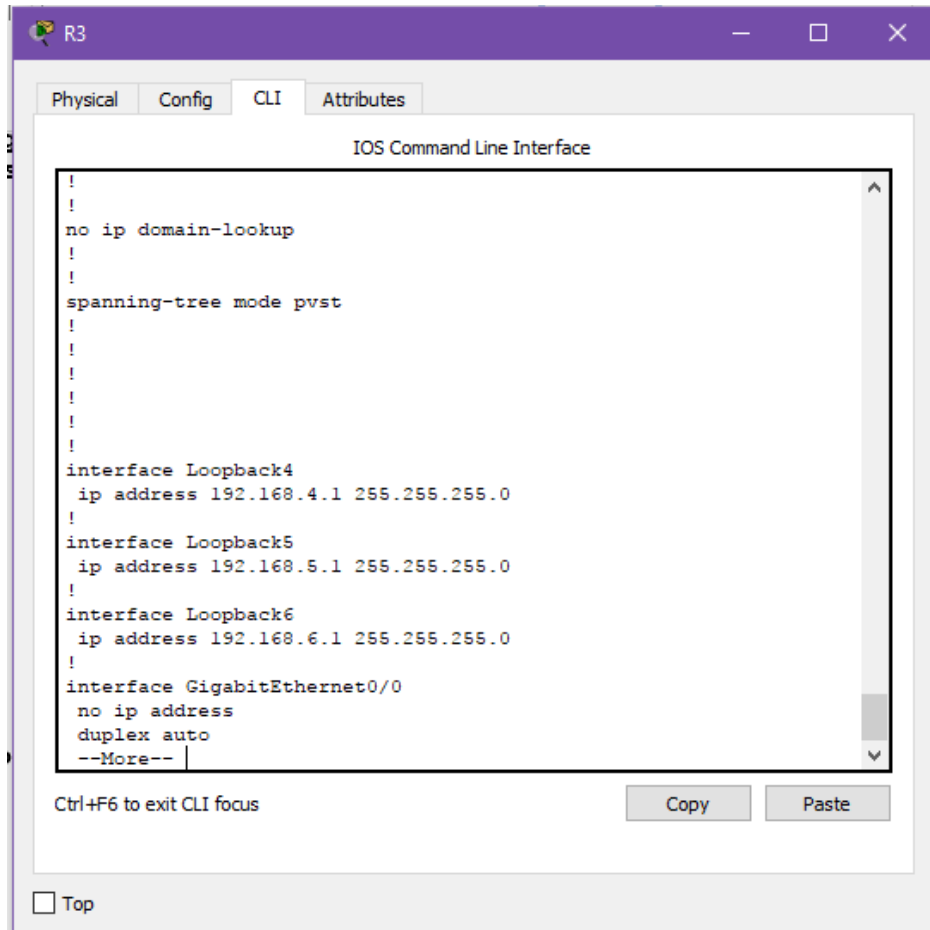 R3
Physical Config CLI Attributes
IOS Command Line Interface
!
!
no ip domain-lookup
!
!
spanning-tree mode pvst
!
!
!
!
!
!
interface Loopback4
 ip address 192.168.4.1 255.255.255.0
!
interface Loopback5
 ip address 192.168.5.1 255.255.255.0
!
interface Loopback6
 ip address 192.168.6.1 255.255.255.0
!
interface GigabitEthernet0/0
 no ip address
 duplex auto
 --More--
Ctrl+F6 to exit CLI focus
Copy Paste
Top